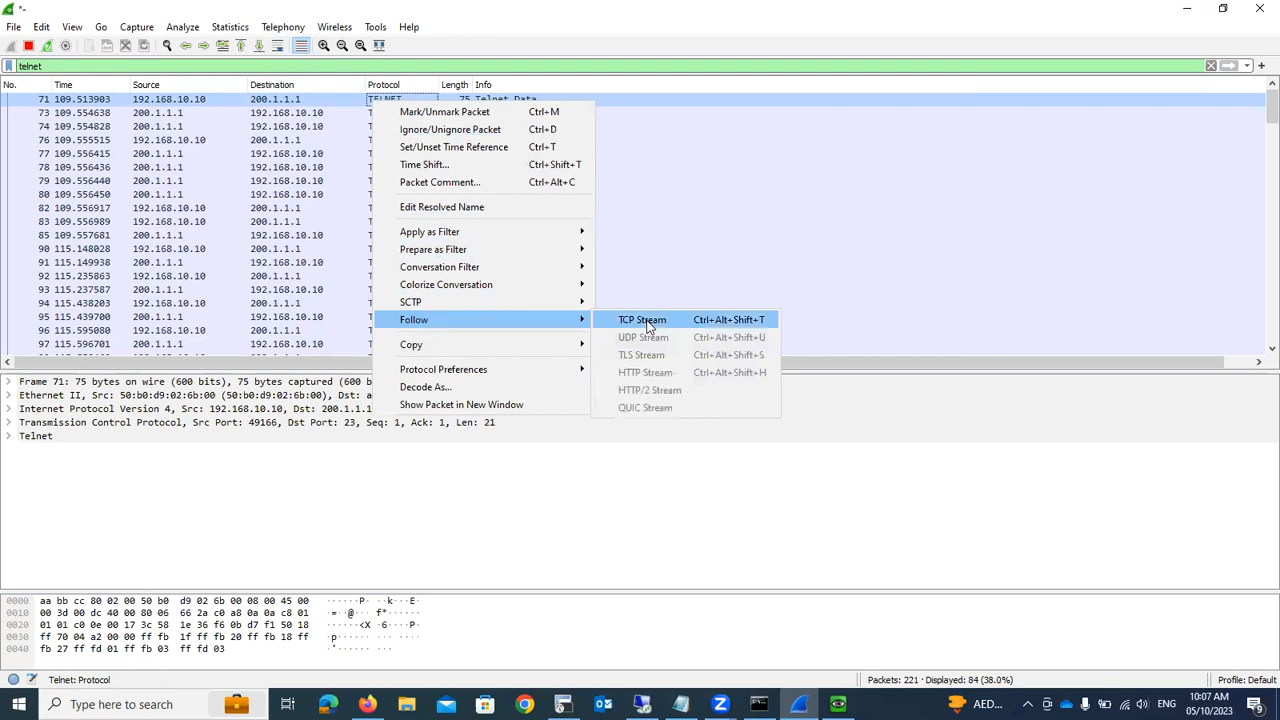 *-
File Edit View Go Capture Analyze Statistics Telephony Wireless Tools Help
telnet
No. Time Source Destination Protocol Length Info
71 109.513903 192.168.10.10 200.1.1.1 TELNET 75 Telnet Data
73 109.554638 200.1.1.1 192.168.10.10
74 109.554828 200.1.1.1 192.168.10.10
76 109.555515 192.168.10.10 200.1.1.1
77 109.556415 200.1.1.1 192.168.10.10
78 109.556436 200.1.1.1 192.168.10.10
79 109.556440 200.1.1.1 192.168.10.10
80 109.556450 200.1.1.1 192.168.10.10
82 109.556917 192.168.10.10 200.1.1.1
83 109.556989 192.168.10.10 200.1.1.1
85 109.557681 200.1.1.1 192.168.10.10
90 115.148028 192.168.10.10 200.1.1.1
91 115.149938 200.1.1.1 192.168.10.10
92 115.235863 192.168.10.10 200.1.1.1
93 115.237587 200.1.1.1 192.168.10.10
94 115.438203 192.168.10.10 200.1.1.1
95 115.439700 200.1.1.1 192.168.10.10
96 115.595080 192.168.10.10 200.1.1.1
97 115.596701 200.1.1.1 192.168.10.10
Mark/Unmark Packet Ctrl+M
Ignore/Unignore Packet Ctrl+D
Set/Unset Time Reference Ctrl+T
Time Shift... Ctrl+Shift+T
Packet Comment... Ctrl+Alt+C
Edit Resolved Name
Apply as Filter
Prepare as Filter
Conversation Filter
Colorize Conversation
SCTP
Follow
Copy
Protocol Preferences
Decode As...
Show Packet in New Window
TCP Stream Ctrl+Alt+Shift+T
UDP Stream Ctrl+Alt+Shift+U
TLS Stream Ctrl+Alt+Shift+S
HTTP Stream Ctrl+Alt+Shift+H
HTTP/2 Stream
QUIC Stream
Frame 71: 75 bytes on wire (600 bits), 75 bytes captured (600 b
Ethernet II, Src: 50:b0:d9:02:6b:00 (50:b0:d9:02:6b:00), Dst: a
Internet Protocol Version 4, Src: 192.168.10.10, Dst: 200.1.1.1
Transmission Control Protocol, Src Port: 49166, Dst Port: 23, Seq: 1, Ack: 1, Len: 21
Telnet
0000 aa bb cc 80 02 00 50 b0 d9 02 6b 00 08 00 45 00 ······P· ··k···E·
0010 00 3d 00 dc 40 00 80 06 66 2a c0 a8 0a 0a c8 01 ·=··@··· f*······
0020 01 01 c0 0e 00 17 3c 58 1e 36 f6 0b d7 f1 50 18 ······<X ·6····P·
0030 ff 70 04 a2 00 00 ff fb 1f ff fb 20 ff fb 18 ff ·p······ ··· ····
0040 fb 27 ff fd 01 ff fb 03 ff fd 03 ·'······ ···
Telnet: Protocol
Packets: 221 · Displayed: 84 (38.0%)
Profile: Default
Type here to search
AED...
ENG
10:07 AM
05/10/2023